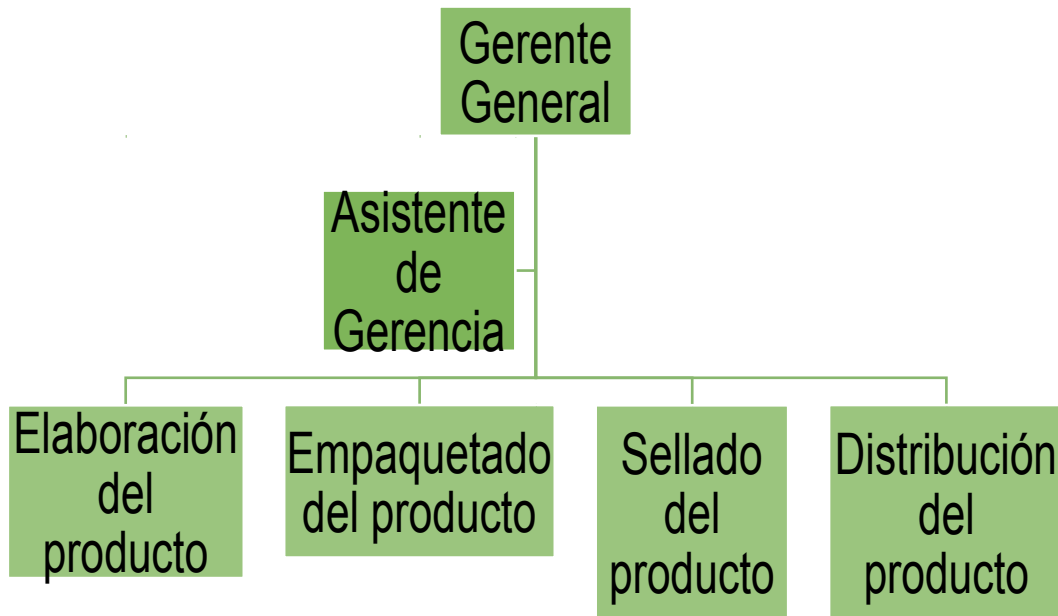 Gerente
General
Asistente
de
Gerencia
Elaboración
del
producto
Empaquetado
del producto
Sellado
del
producto
Distribución
del
producto